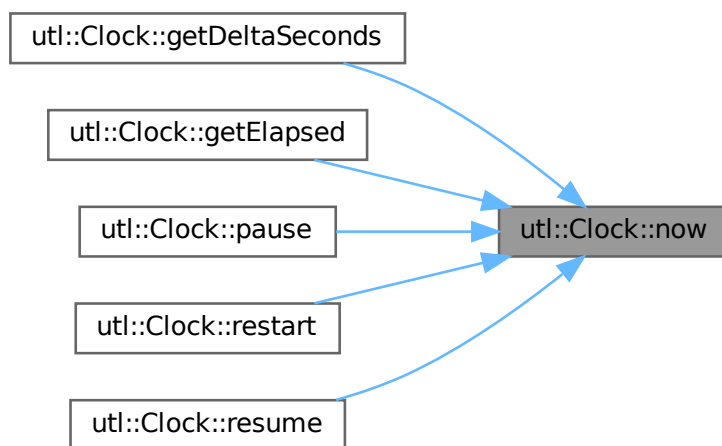 utl::Clock::getDeltaSeconds
utl::Clock::getElapsed
utl::Clock::pause
utl::Clock::now
utl::Clock::restart
utl::Clock::resume